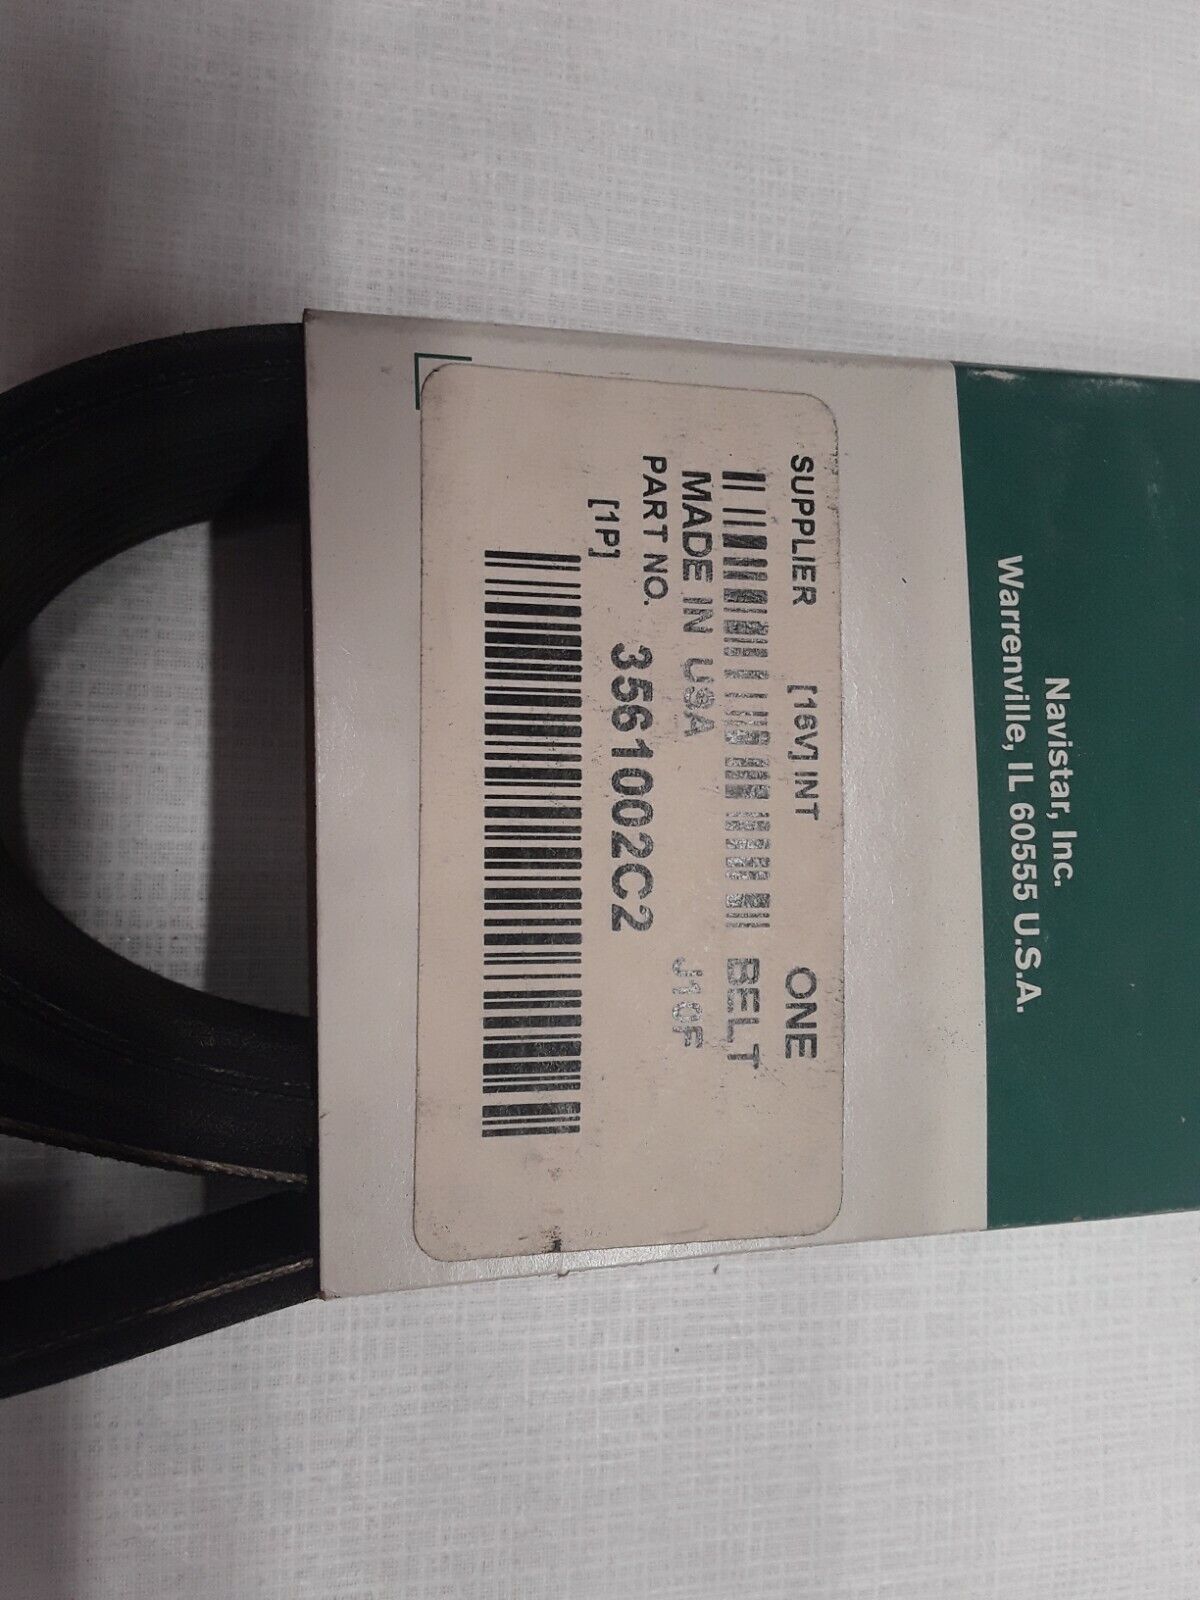 Navistar, Inc.
Warrenville, IL 60555 U.S.A.
SUPPLIER [16V] INT ONE
BELT
MADE IN USA J10F
PART NO. 3561002C2
[1P]